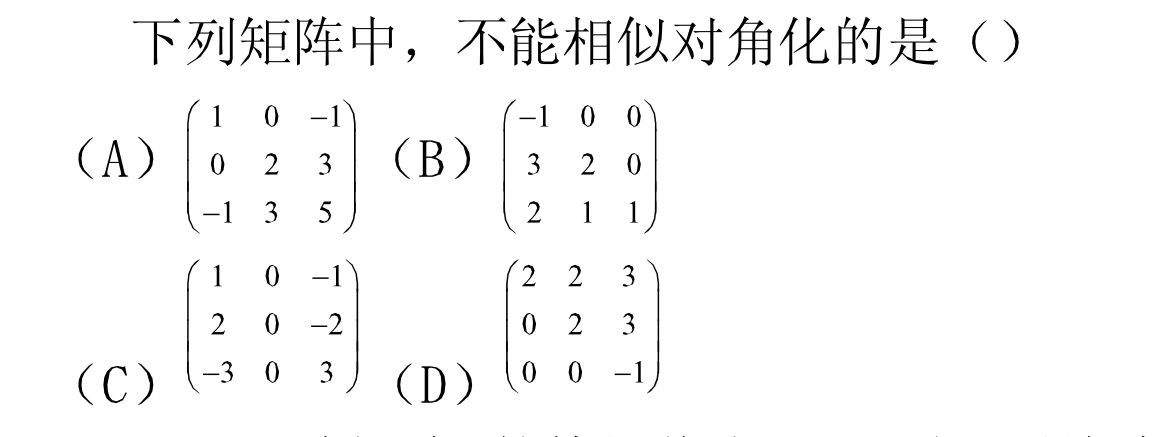 下列矩阵中，不能相似对角化的是（）
（A） （B）
1 0 −1 −1 0 0
0 2 3 3 2 0
−1 3 5 2 1 1
1 0 −1 2 2 3
2 0 −2 0 2 3
−3 0 3 0 0 −1
（C） （D）